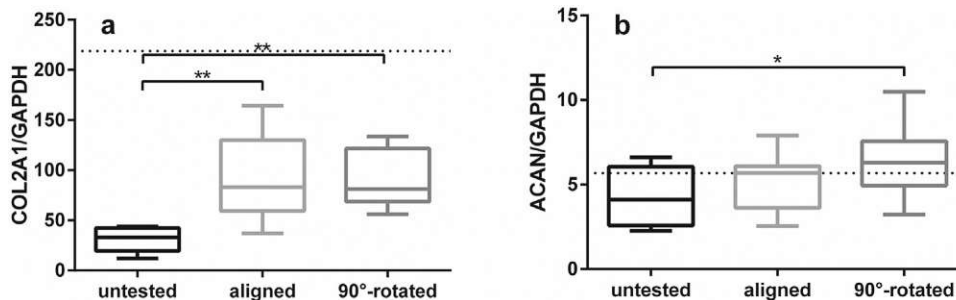 a
COL2A1/GAPDH
250
200
150
100
50
0
**
**
untested
aligned
90°-rotated
b
ACAN/GAPDH
15
10
5
0
*
untested
aligned
90°-rotated